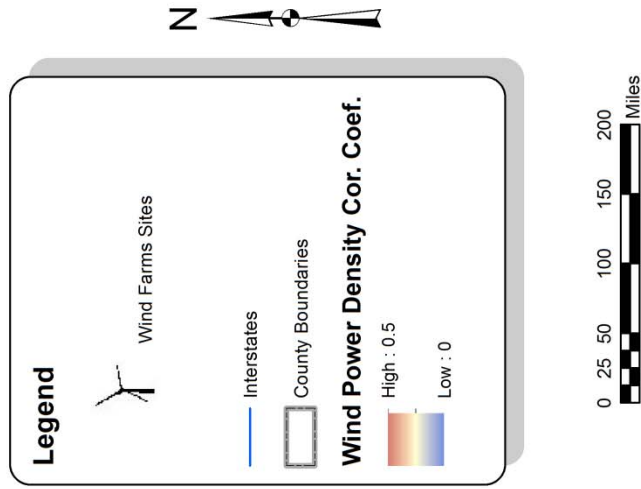 N
Legend
Wind Farms Sites
Interstates
County Boundaries
Wind Power Density Cor. Coef.
High : 0.5
Low : 0
0 25 50 100 150 200
Miles